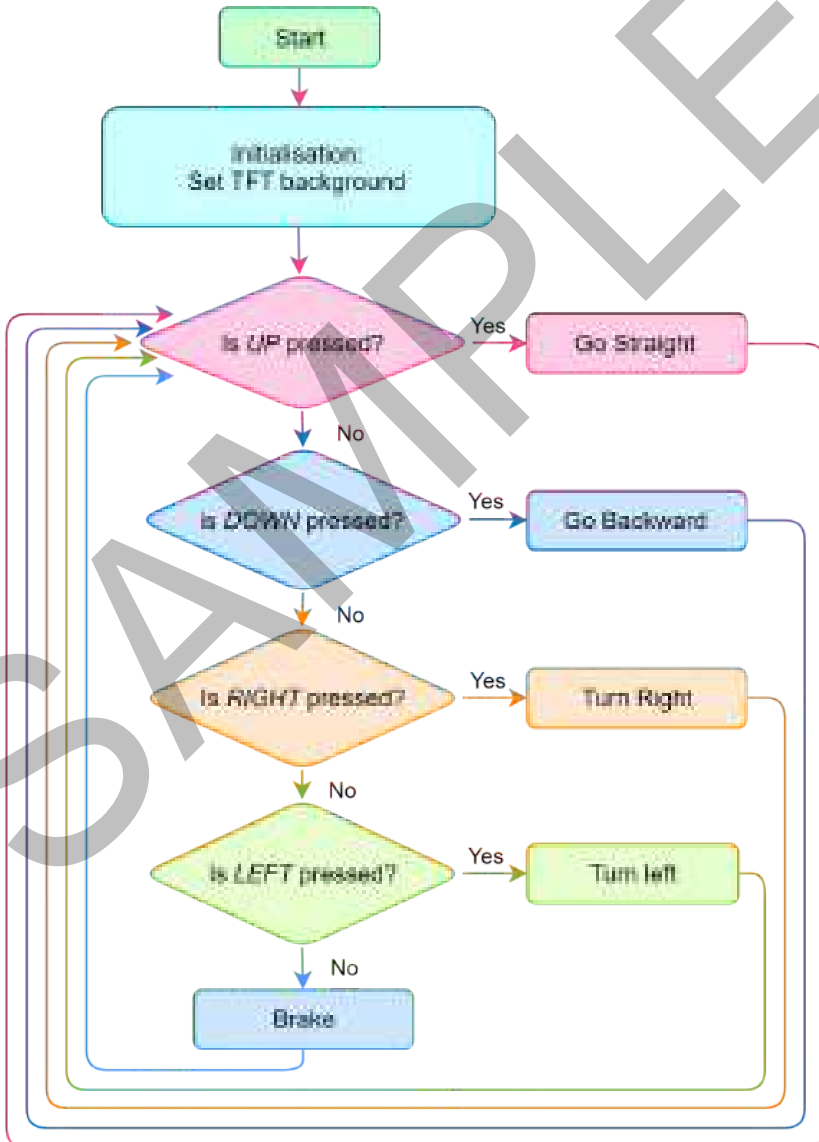 Start
Initialisation:
Set TFT background
Is UP pressed?
Yes
Go Straight
No
Is DOWN pressed?
Yes
Go Backward
No
Is RIGHT pressed?
Yes
Turn Right
No
Is LEFT pressed?
Yes
Turn left
No
Brake
SAMPLE